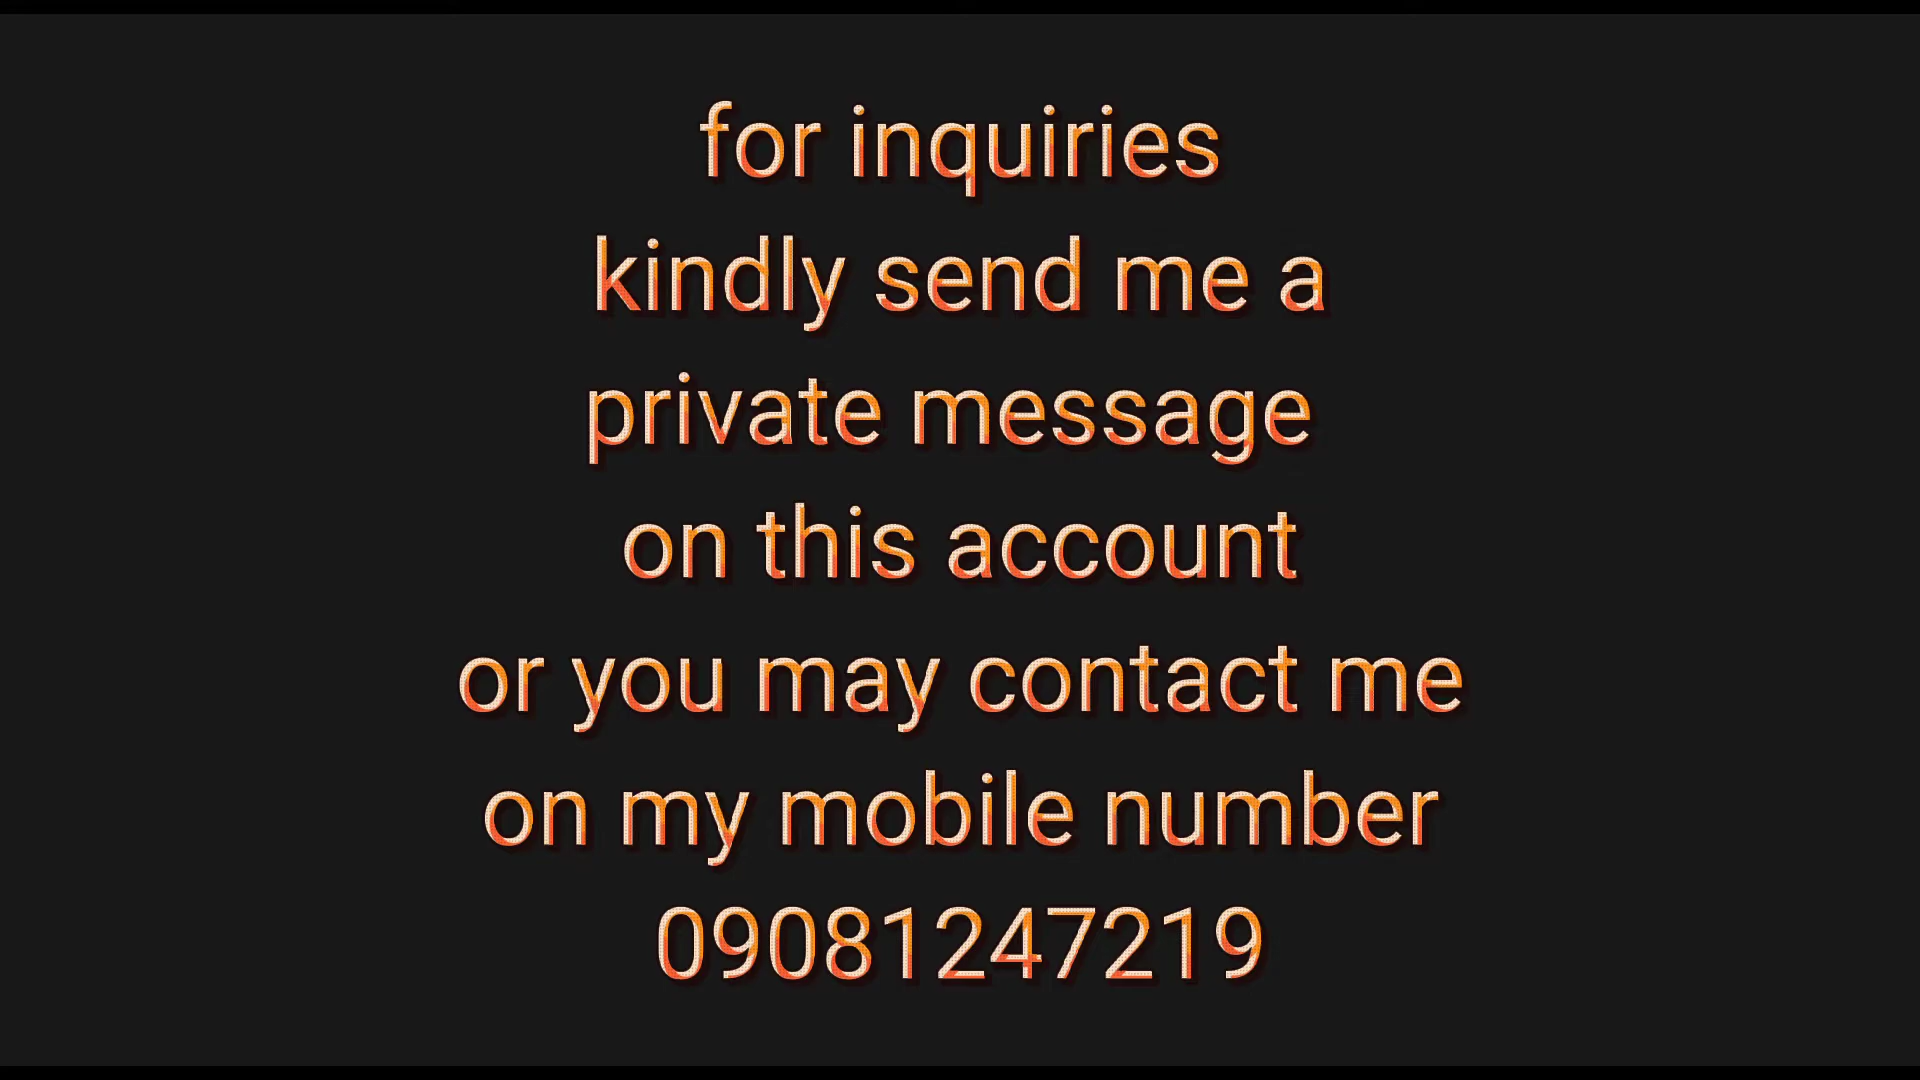 for inquiries
kindly send me a
private message
on this account
or you may contact me
on my mobile number
09081247219